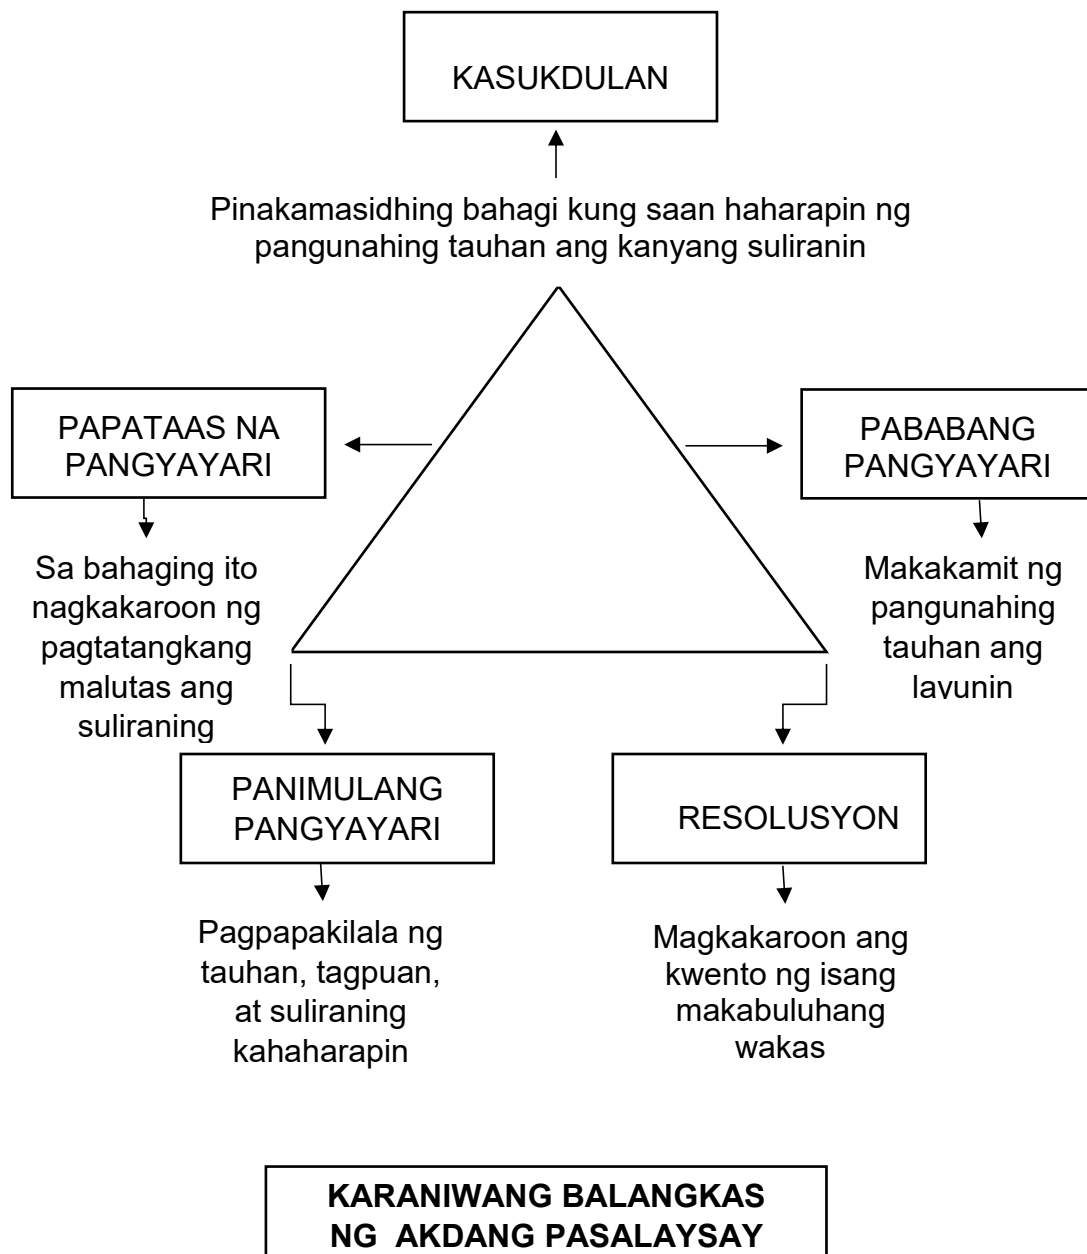 KASUKDULAN
Pinakamasidhing bahagi kung saan haharapin ng
pangunahing tauhan ang kanyang suliranin
PAPATAAS NA
PANGYAYARI
Sa bahaging ito
nagkakaroon ng
pagtatangkang
malutas ang
suliraning
PABABANG
PANGYAYARI
Makakamit ng
pangunahing
tauhan ang
layunin
PANIMULANG
PANGYAYARI
Pagpapakilala ng
tauhan, tagpuan,
at suliraning
kahaharapin
RESOLUSYON
Magkakaroon ang
kwento ng isang
makabuluhang
wakas
KARANIWANG BALANGKAS
NG AKDANG PASALAYSAY